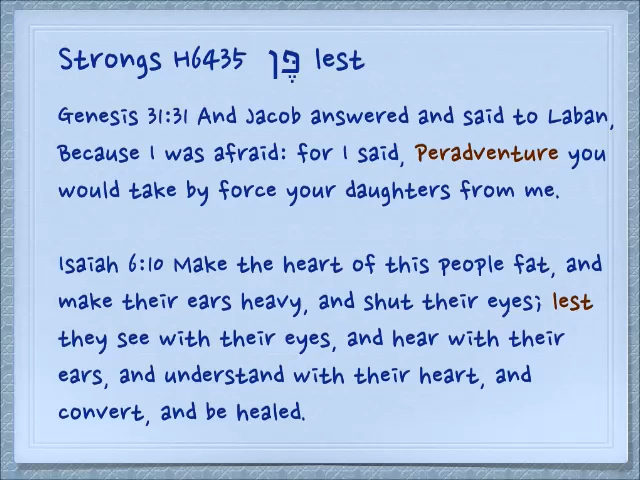 Strongs H6435 פֶּן lest
Genesis 31:31 And Jacob answered and said to Laban,
Because I was afraid: for I said, Peradventure you
would take by force your daughters from me.
Isaiah 6:10 Make the heart of this people fat, and
make their ears heavy, and shut their eyes; lest
they see with their eyes, and hear with their
ears, and understand with their heart, and
convert, and be healed.